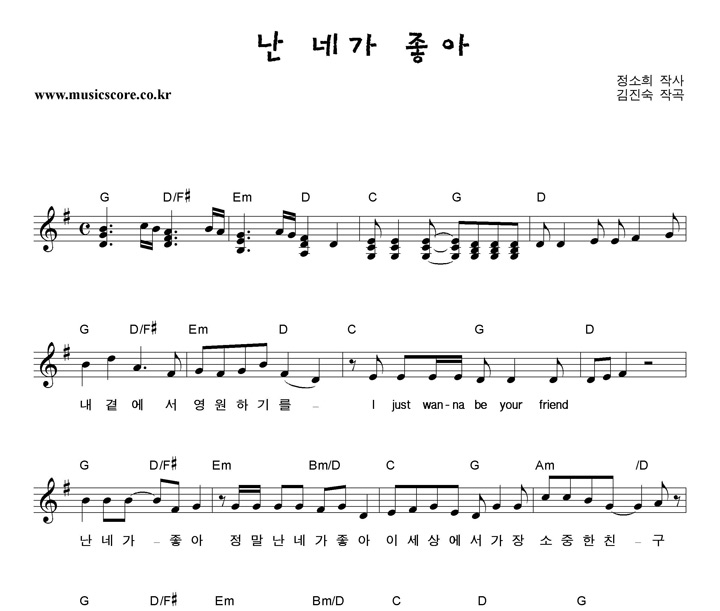 난 네가 좋아
정소희 작사
www.musicscore.co.kr
김진숙 작곡
G D/F# Em D C G D
G D/F# Em D C G D
내 곁 에 서 영 원 하 기 를 I just wan-na be your friend
G D/F# Em Bm/D C G Am /D
난 네 가 좋 아 정 말 난 네 가 좋 아 이 세 상 에 서 가 장 소 중 한 친 구
G D/F# Em Bm/D C D G